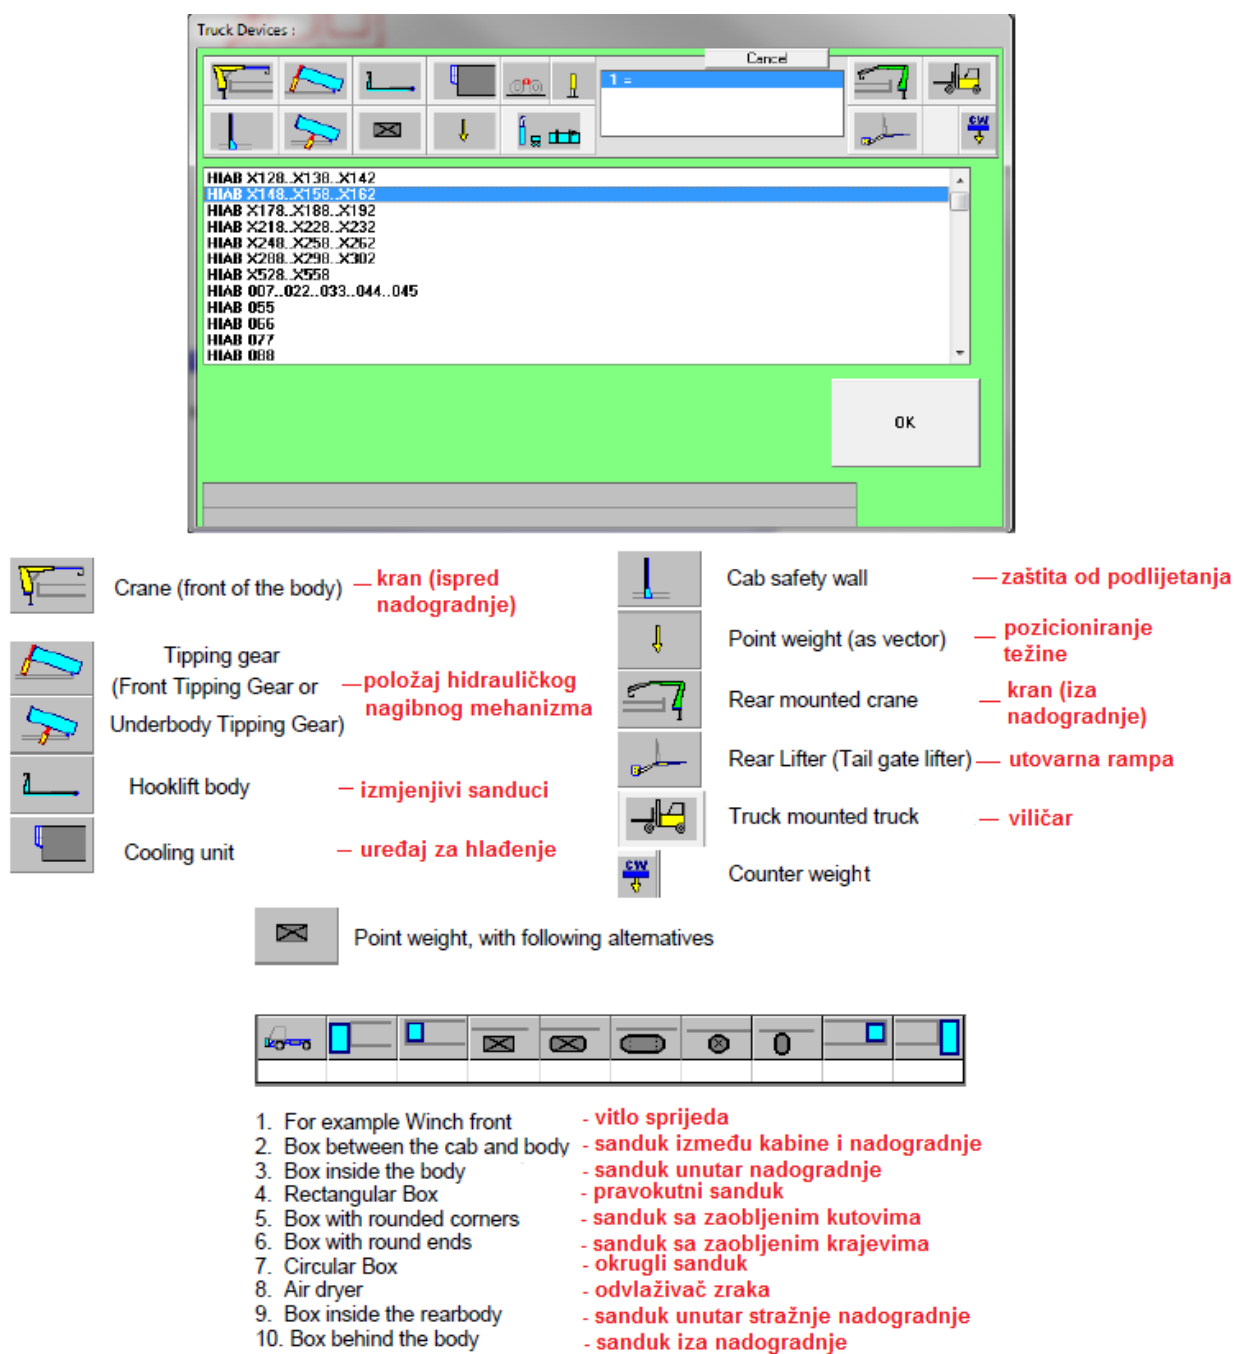 Truck Devices :
Cancel
1 =
CW
HIAB X128..X138..X142
HIAB X148..X158..X162
HIAB X178..X188..X192
HIAB X218..X228..X232
HIAB X248..X258..X262
HIAB X288..X298..X302
HIAB X528..X558
HIAB 007..022..033..044..045
HIAB 055
HIAB 066
HIAB 077
HIAB 088
OK
Crane (front of the body) — kran (ispred
nadogradnje)
Tipping gear
(Front Tipping Gear or
Underbody Tipping Gear)
— položaj hidrauličkog
nagibnog mehanizma
Hooklift body — izmjenjivi sanduci
Cooling unit — uređaj za hlađenje
Cab safety wall — zaštita od podlijetanja
Point weight (as vector) — pozicioniranje
težine
Rear mounted crane — kran (iza
nadogradnje)
Rear Lifter (Tail gate lifter) — utovarna rampa
Truck mounted truck — viličar
CW
Counter weight
Point weight, with following alternatives
1. For example Winch front - vitlo sprijeda
2. Box between the cab and body - sanduk između kabine i nadogradnje
3. Box inside the body - sanduk unutar nadogradnje
4. Rectangular Box - pravokutni sanduk
5. Box with rounded corners - sanduk sa zaobljenim kutovima
6. Box with round ends - sanduk sa zaobljenim krajevima
7. Circular Box - okrugli sanduk
8. Air dryer - odvlaživač zraka
9. Box inside the rearbody - sanduk unutar stražnje nadogradnje
10. Box behind the body - sanduk iza nadogradnje